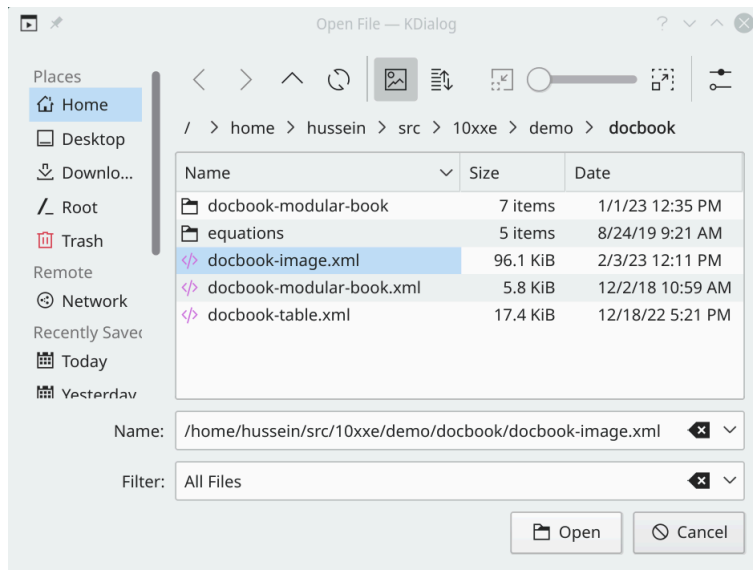 Open File — KDialog
Places
Home
Desktop
Downlo...
Root
Trash
Remote
Network
Recently Saved
Today
Yesterday
/ > home > hussein > src > 10xxe > demo > docbook
Name Size Date
docbook-modular-book 7 items 1/1/23 12:35 PM
equations 5 items 8/24/19 9:21 AM
docbook-image.xml 96.1 KiB 2/3/23 12:11 PM
docbook-modular-book.xml 5.8 KiB 12/2/18 10:59 AM
docbook-table.xml 17.4 KiB 12/18/22 5:21 PM
Name: /home/hussein/src/10xxe/demo/docbook/docbook-image.xml
Filter: All Files
Open Cancel